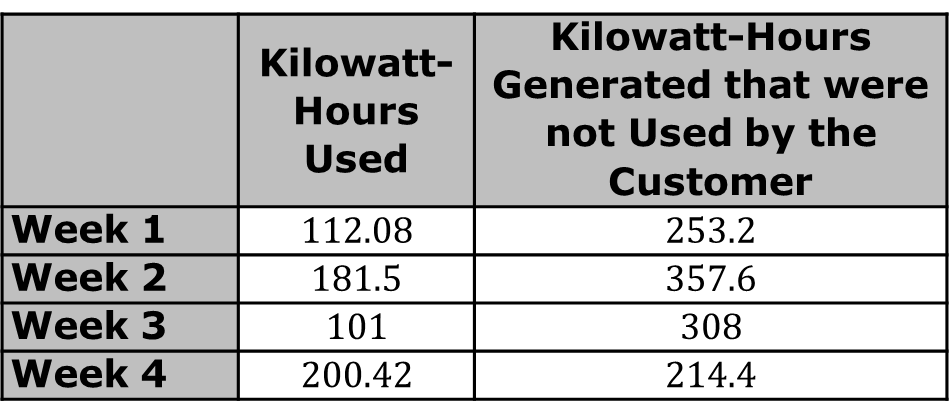 Kilowatt-
Hours
Used
Kilowatt-Hours
Generated that were
not Used by the
Customer
Week 1 112.08 253.2
Week 2 181.5 357.6
Week 3 101 308
Week 4 200.42 214.4